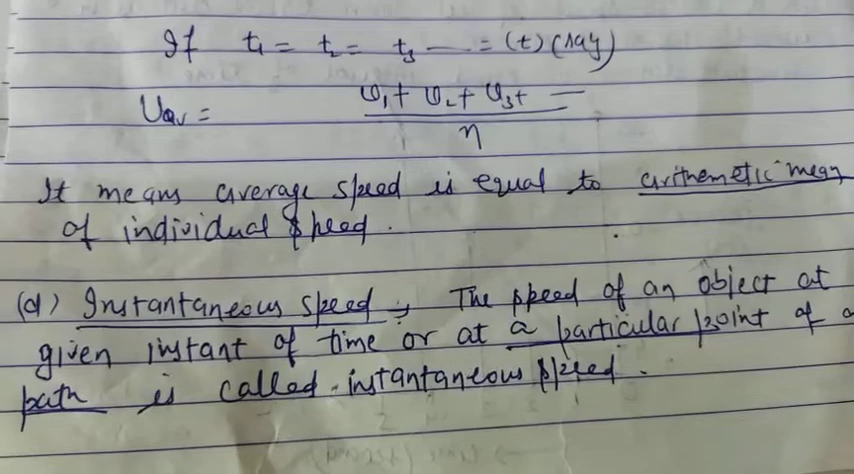 If t₁ = t₂ = t₃ — = (t) (say)
Uav = υ₁ + υ₂ + υ₃ + — / n
It means average speed is equal to arithemetic mean
of individual speed.
(d) Instantaneous speed :- The speed of an object at
given instant of time or at a particular point of a
path is called instantaneous speed.